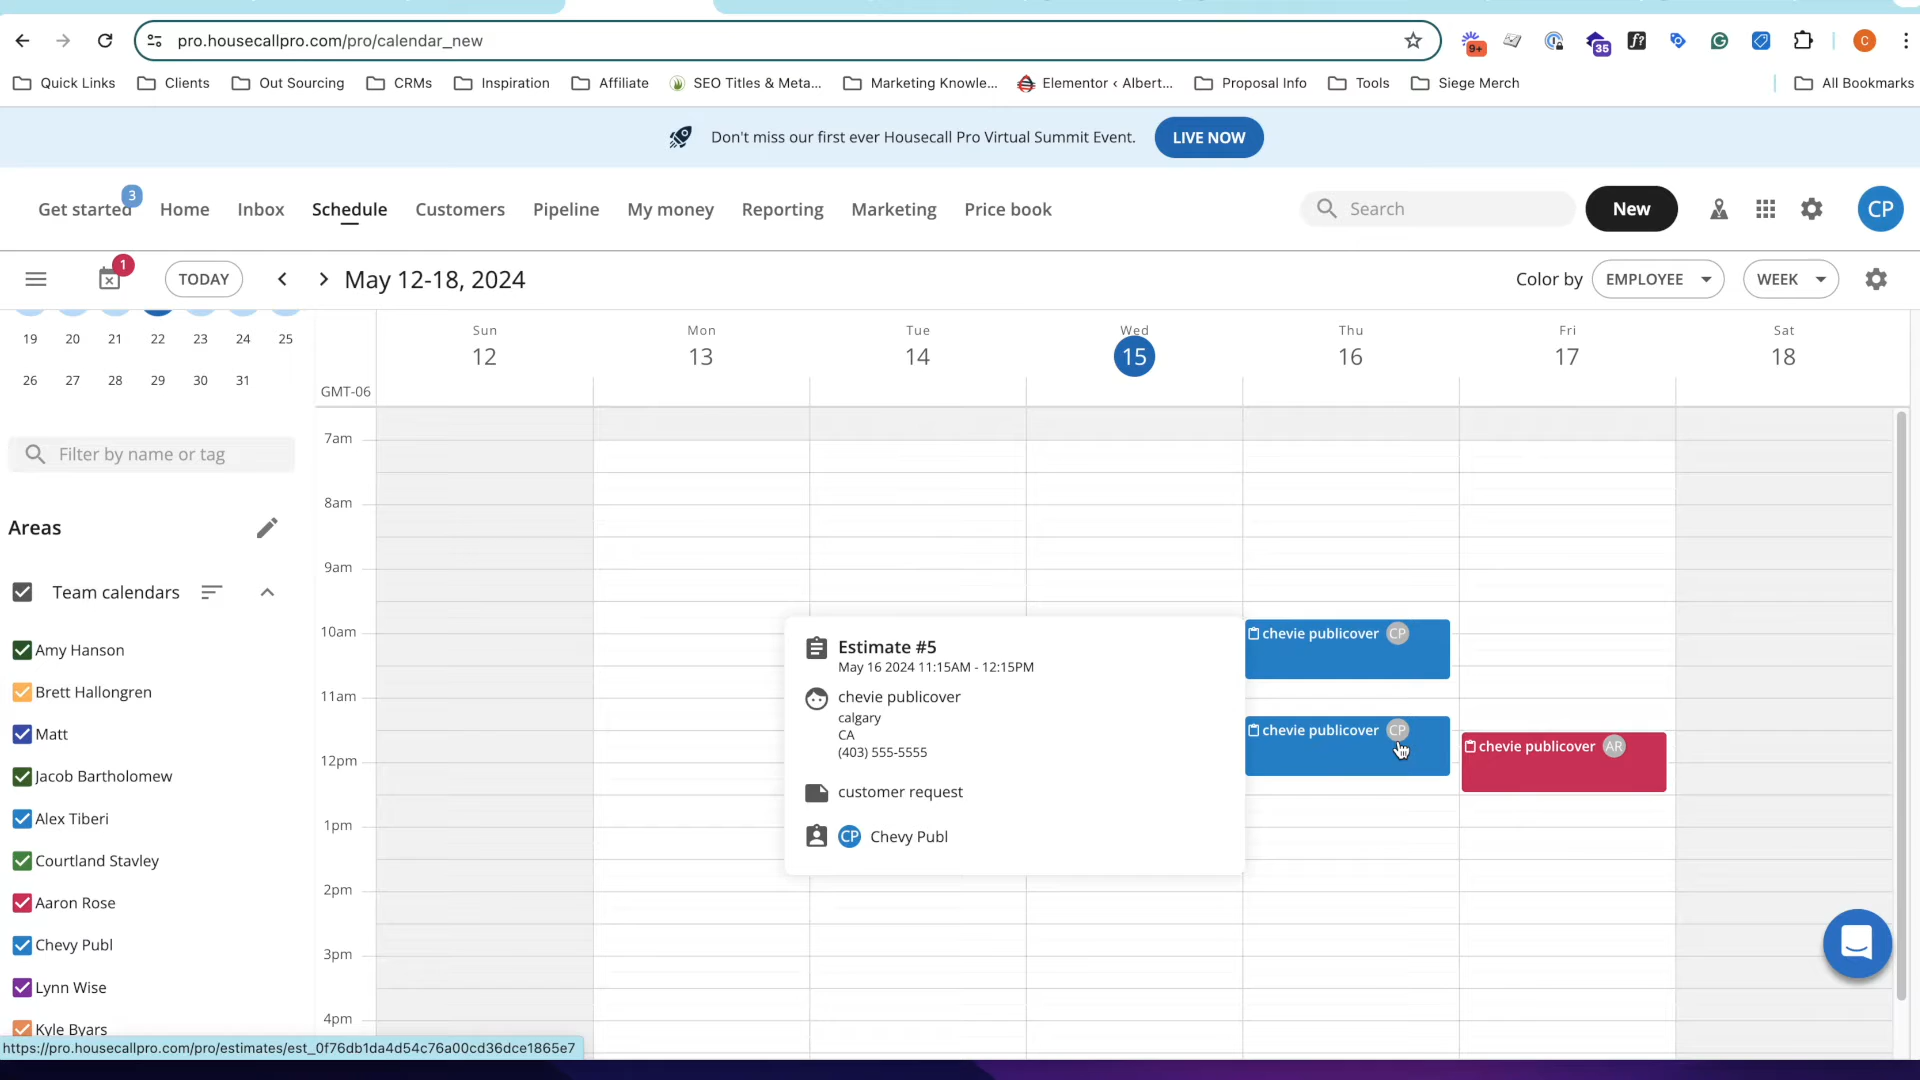 pro.housecallpro.com/pro/calendar_new
9+
35
f?
C
Quick Links
Clients
Out Sourcing
CRMs
Inspiration
Affiliate
SEO Titles & Meta...
Marketing Knowle...
Elementor ‹ Albert...
Proposal Info
Tools
Siege Merch
All Bookmarks
Don't miss our first ever Housecall Pro Virtual Summit Event.
LIVE NOW
Get started
3
Home
Inbox
Schedule
Customers
Pipeline
My money
Reporting
Marketing
Price book
Search
New
CP
1
TODAY
May 12-18, 2024
Color by
EMPLOYEE
WEEK
19 20 21 22 23 24 25
26 27 28 29 30 31
Filter by name or tag
Areas
Team calendars
Amy Hanson
Brett Hallongren
Matt
Jacob Bartholomew
Alex Tiberi
Courtland Stavley
Aaron Rose
Chevy Publ
Lynn Wise
Kyle Byars
GMT-06
Sun
12
Mon
13
Tue
14
Wed
15
Thu
16
Fri
17
Sat
18
7am
8am
9am
10am
11am
12pm
1pm
2pm
3pm
4pm
Estimate #5
May 16 2024 11:15AM - 12:15PM
chevie publicover
calgary
CA
(403) 555-5555
customer request
CP Chevy Publ
chevie publicover CP
chevie publicover CP
chevie publicover AR
https://pro.housecallpro.com/pro/estimates/est_0f76db1da4d54c76a00cd36dce1865e7